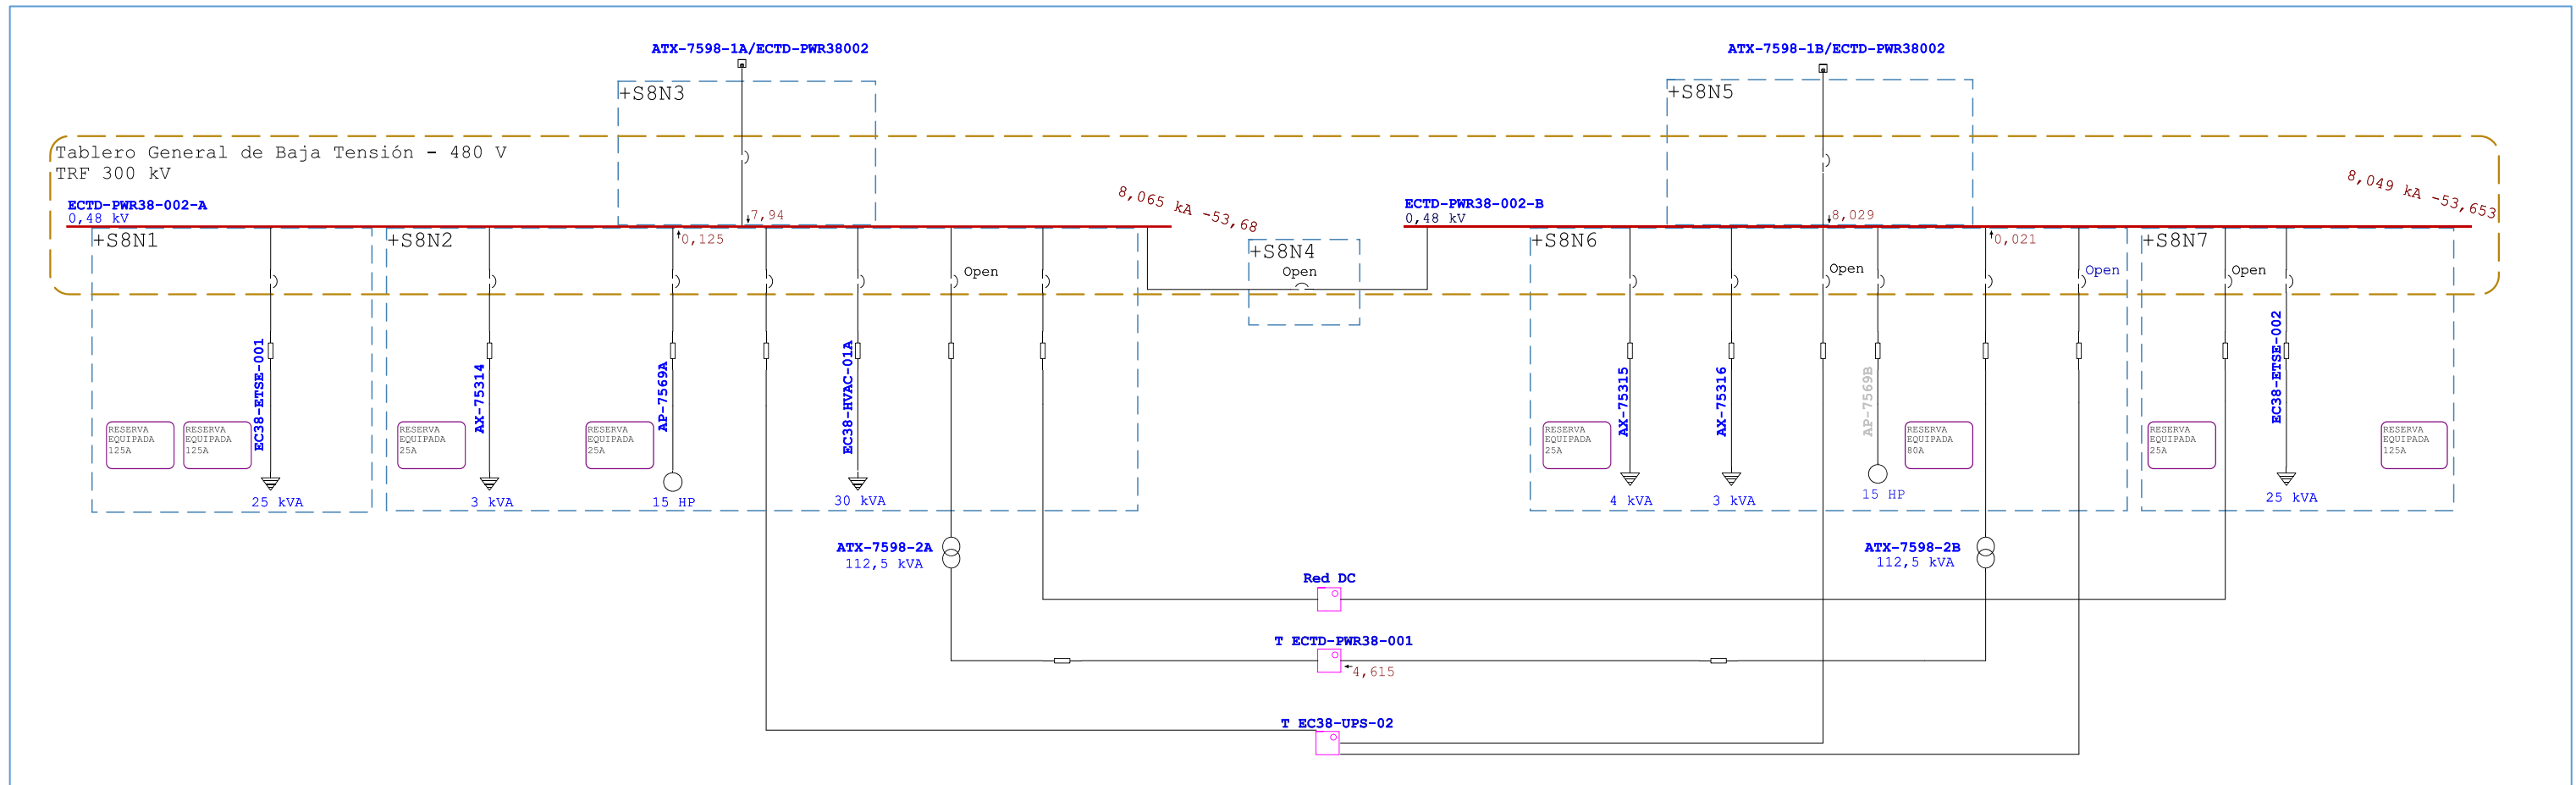 ATX-7598-1A/ECTD-PWR38002
ATX-7598-1B/ECTD-PWR38002
+S8N3
+S8N5
Tablero General de Baja Tensión - 480 V
TRF 300 kV
ECTD-PWR38-002-A
0,48 kV
7,94
0,125
8,065 kA -53,68
ECTD-PWR38-002-B
0,48 kV
8,029
0,021
8,049 kA -53,653
+S8N1
+S8N2
Open
+S8N4
Open
+S8N6
Open
Open
+S8N7
Open
EC38-ETSE-001
AX-75314
AP-7569A
EC38-HVAC-01A
AX-75315
AX-75316
AP-7569B
EC38-ETSE-002
RESERVA
EQUIPADA
125A
RESERVA
EQUIPADA
125A
RESERVA
EQUIPADA
25A
RESERVA
EQUIPADA
25A
RESERVA
EQUIPADA
25A
RESERVA
EQUIPADA
80A
RESERVA
EQUIPADA
25A
RESERVA
EQUIPADA
125A
25 kVA
3 kVA
15 HP
30 kVA
4 kVA
3 kVA
15 HP
25 kVA
ATX-7598-2A
112,5 kVA
ATX-7598-2B
112,5 kVA
Red DC
T ECTD-PWR38-001
4,615
T EC38-UPS-02